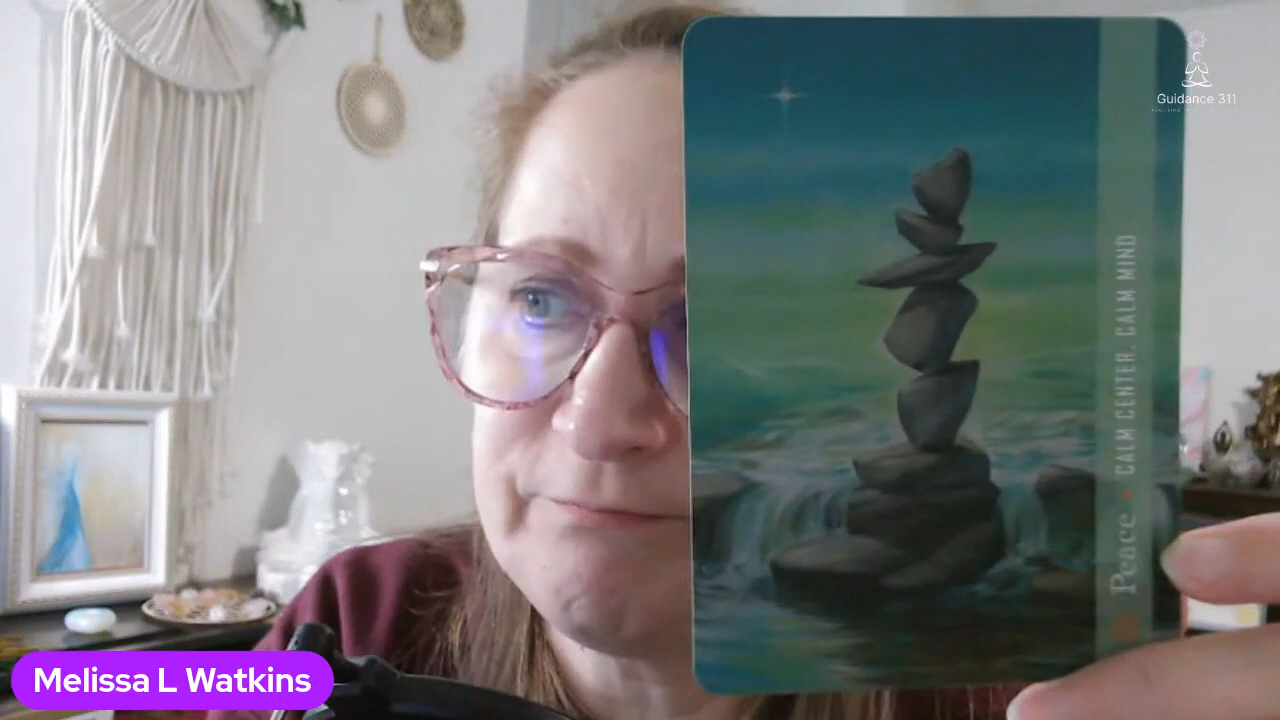 Guidance 311
Peace • CALM CENTER, CALM MIND
Melissa L Watkins